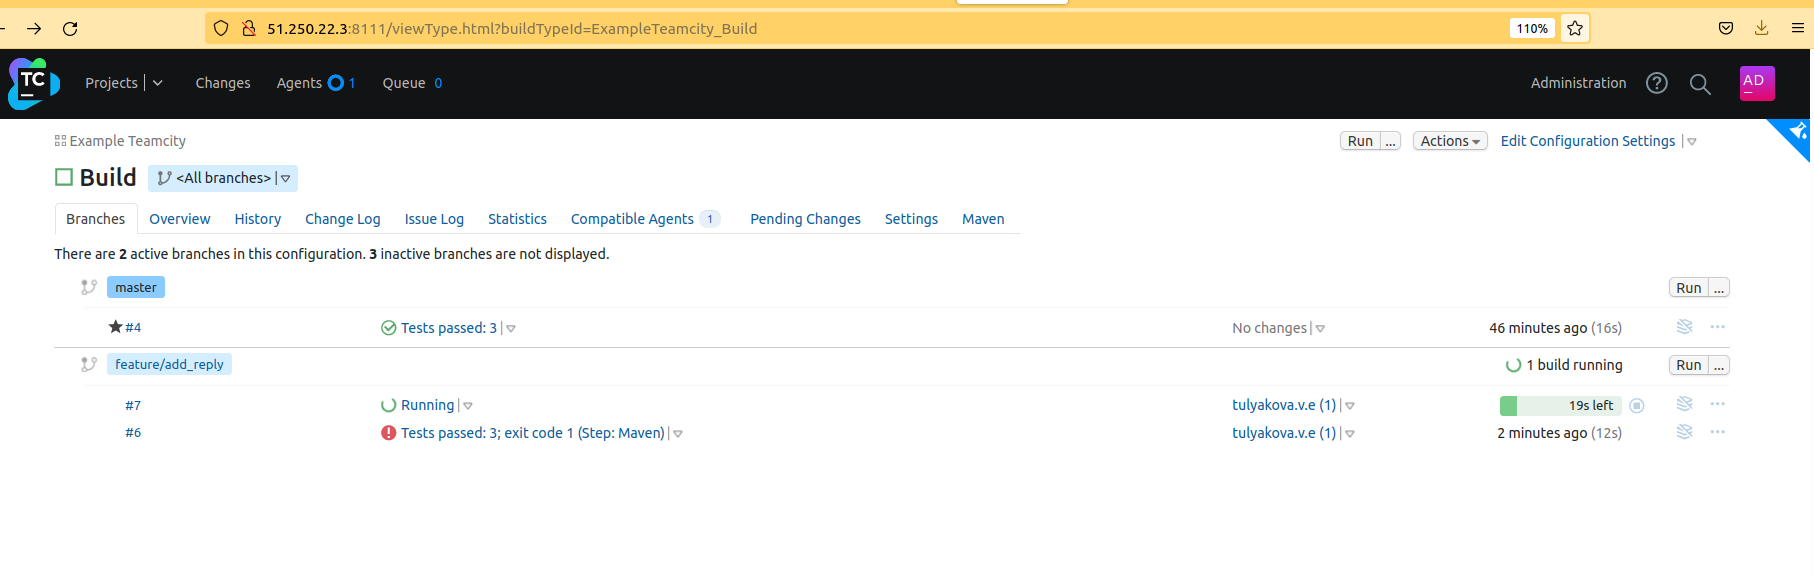 51.250.22.3:8111/viewType.html?buildTypeId=ExampleTeamcity_Build 110%
TC Projects Changes Agents 1 Queue 0 Administration AD
Example Teamcity Run ... Actions Edit Configuration Settings
Build <All branches>
Branches Overview History Change Log Issue Log Statistics Compatible Agents 1 Pending Changes Settings Maven
There are 2 active branches in this configuration. 3 inactive branches are not displayed.
master Run ...
#4 Tests passed: 3 No changes 46 minutes ago (16s)
feature/add_reply 1 build running Run ...
#7 Running tulyakova.v.e (1) 19s left
#6 Tests passed: 3; exit code 1 (Step: Maven) tulyakova.v.e (1) 2 minutes ago (12s)